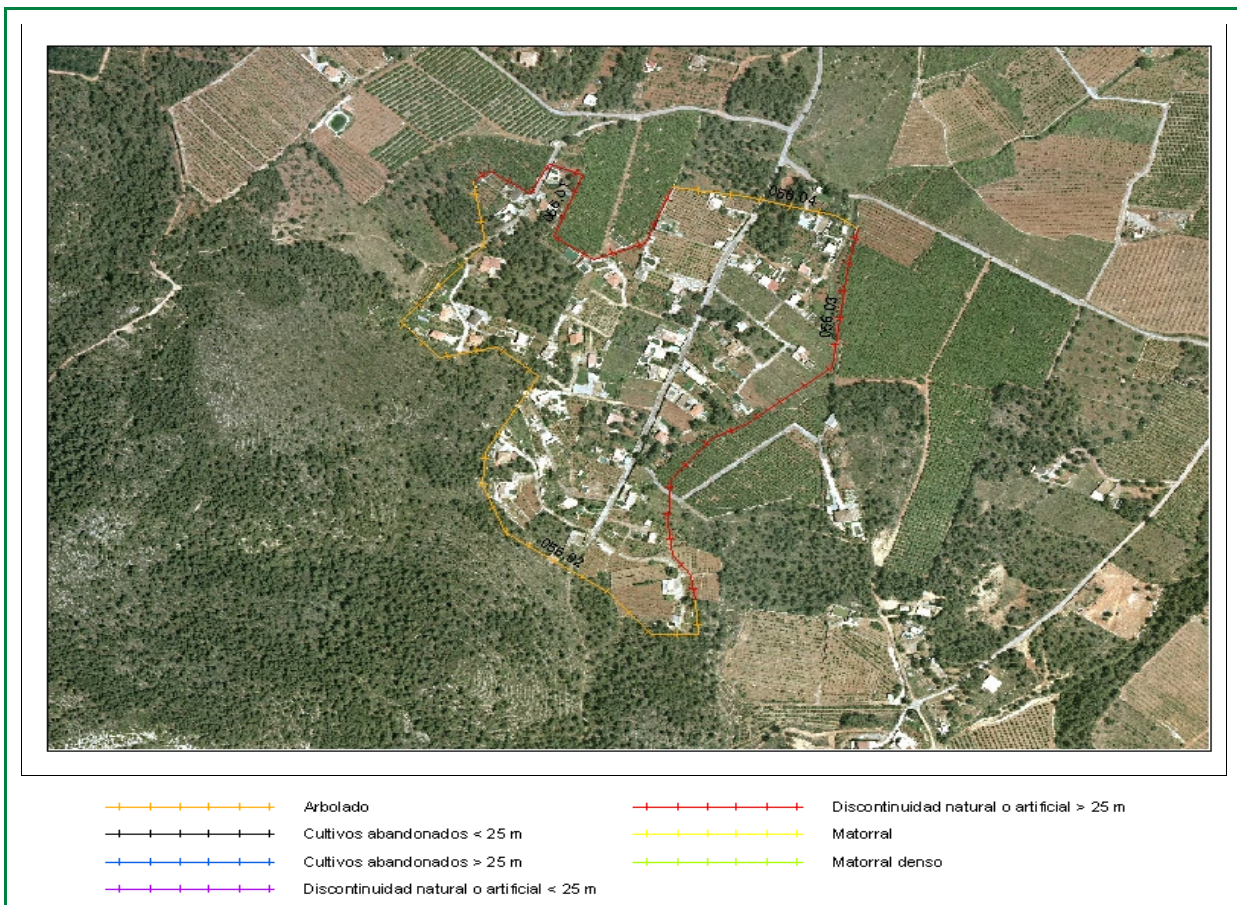 056.01
056.04
056.03
056.02
Arbolado
Cultivos abandonados < 25 m
Cultivos abandonados > 25 m
Discontinuidad natural o artificial < 25 m
Discontinuidad natural o artificial > 25 m
Matorral
Matorral denso